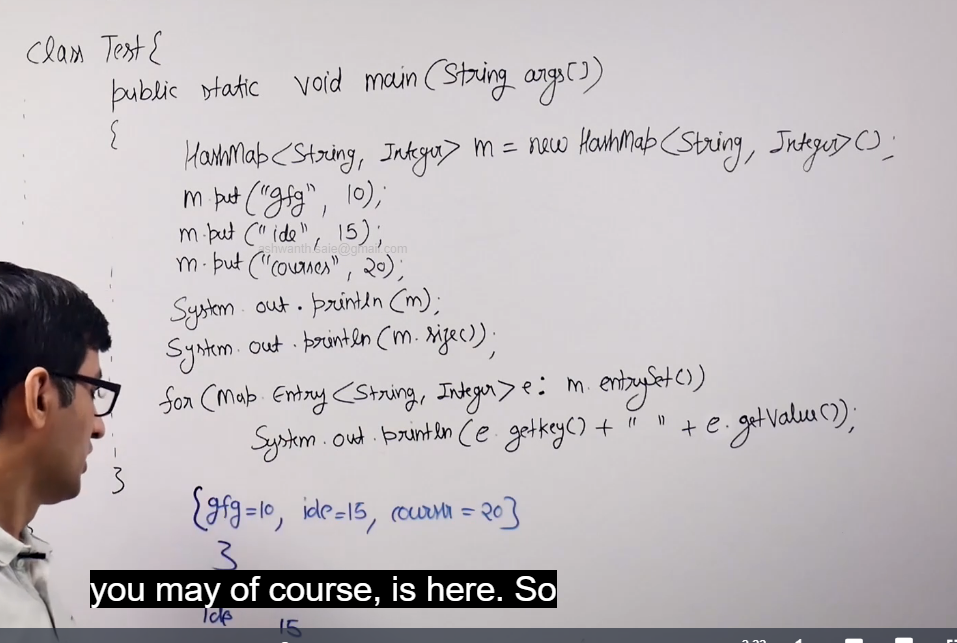 class Test{
public static void main(String args[])
{
HashMap<String, Integer> m = new HashMap<String, Integer>();
m.put("gfg", 10);
m.put("ide", 15);
ashwanth.saie@gmail.com
m.put("courses", 20);
System.out.println(m);
System.out.println(m.size());
for(Map.Entry<String, Integer> e: m.entrySet())
System.out.println(e.getkey() + " " + e.getValue());
}
{gfg=10, ide=15, courses=20}
3
you may of course, is here. So
ide 15